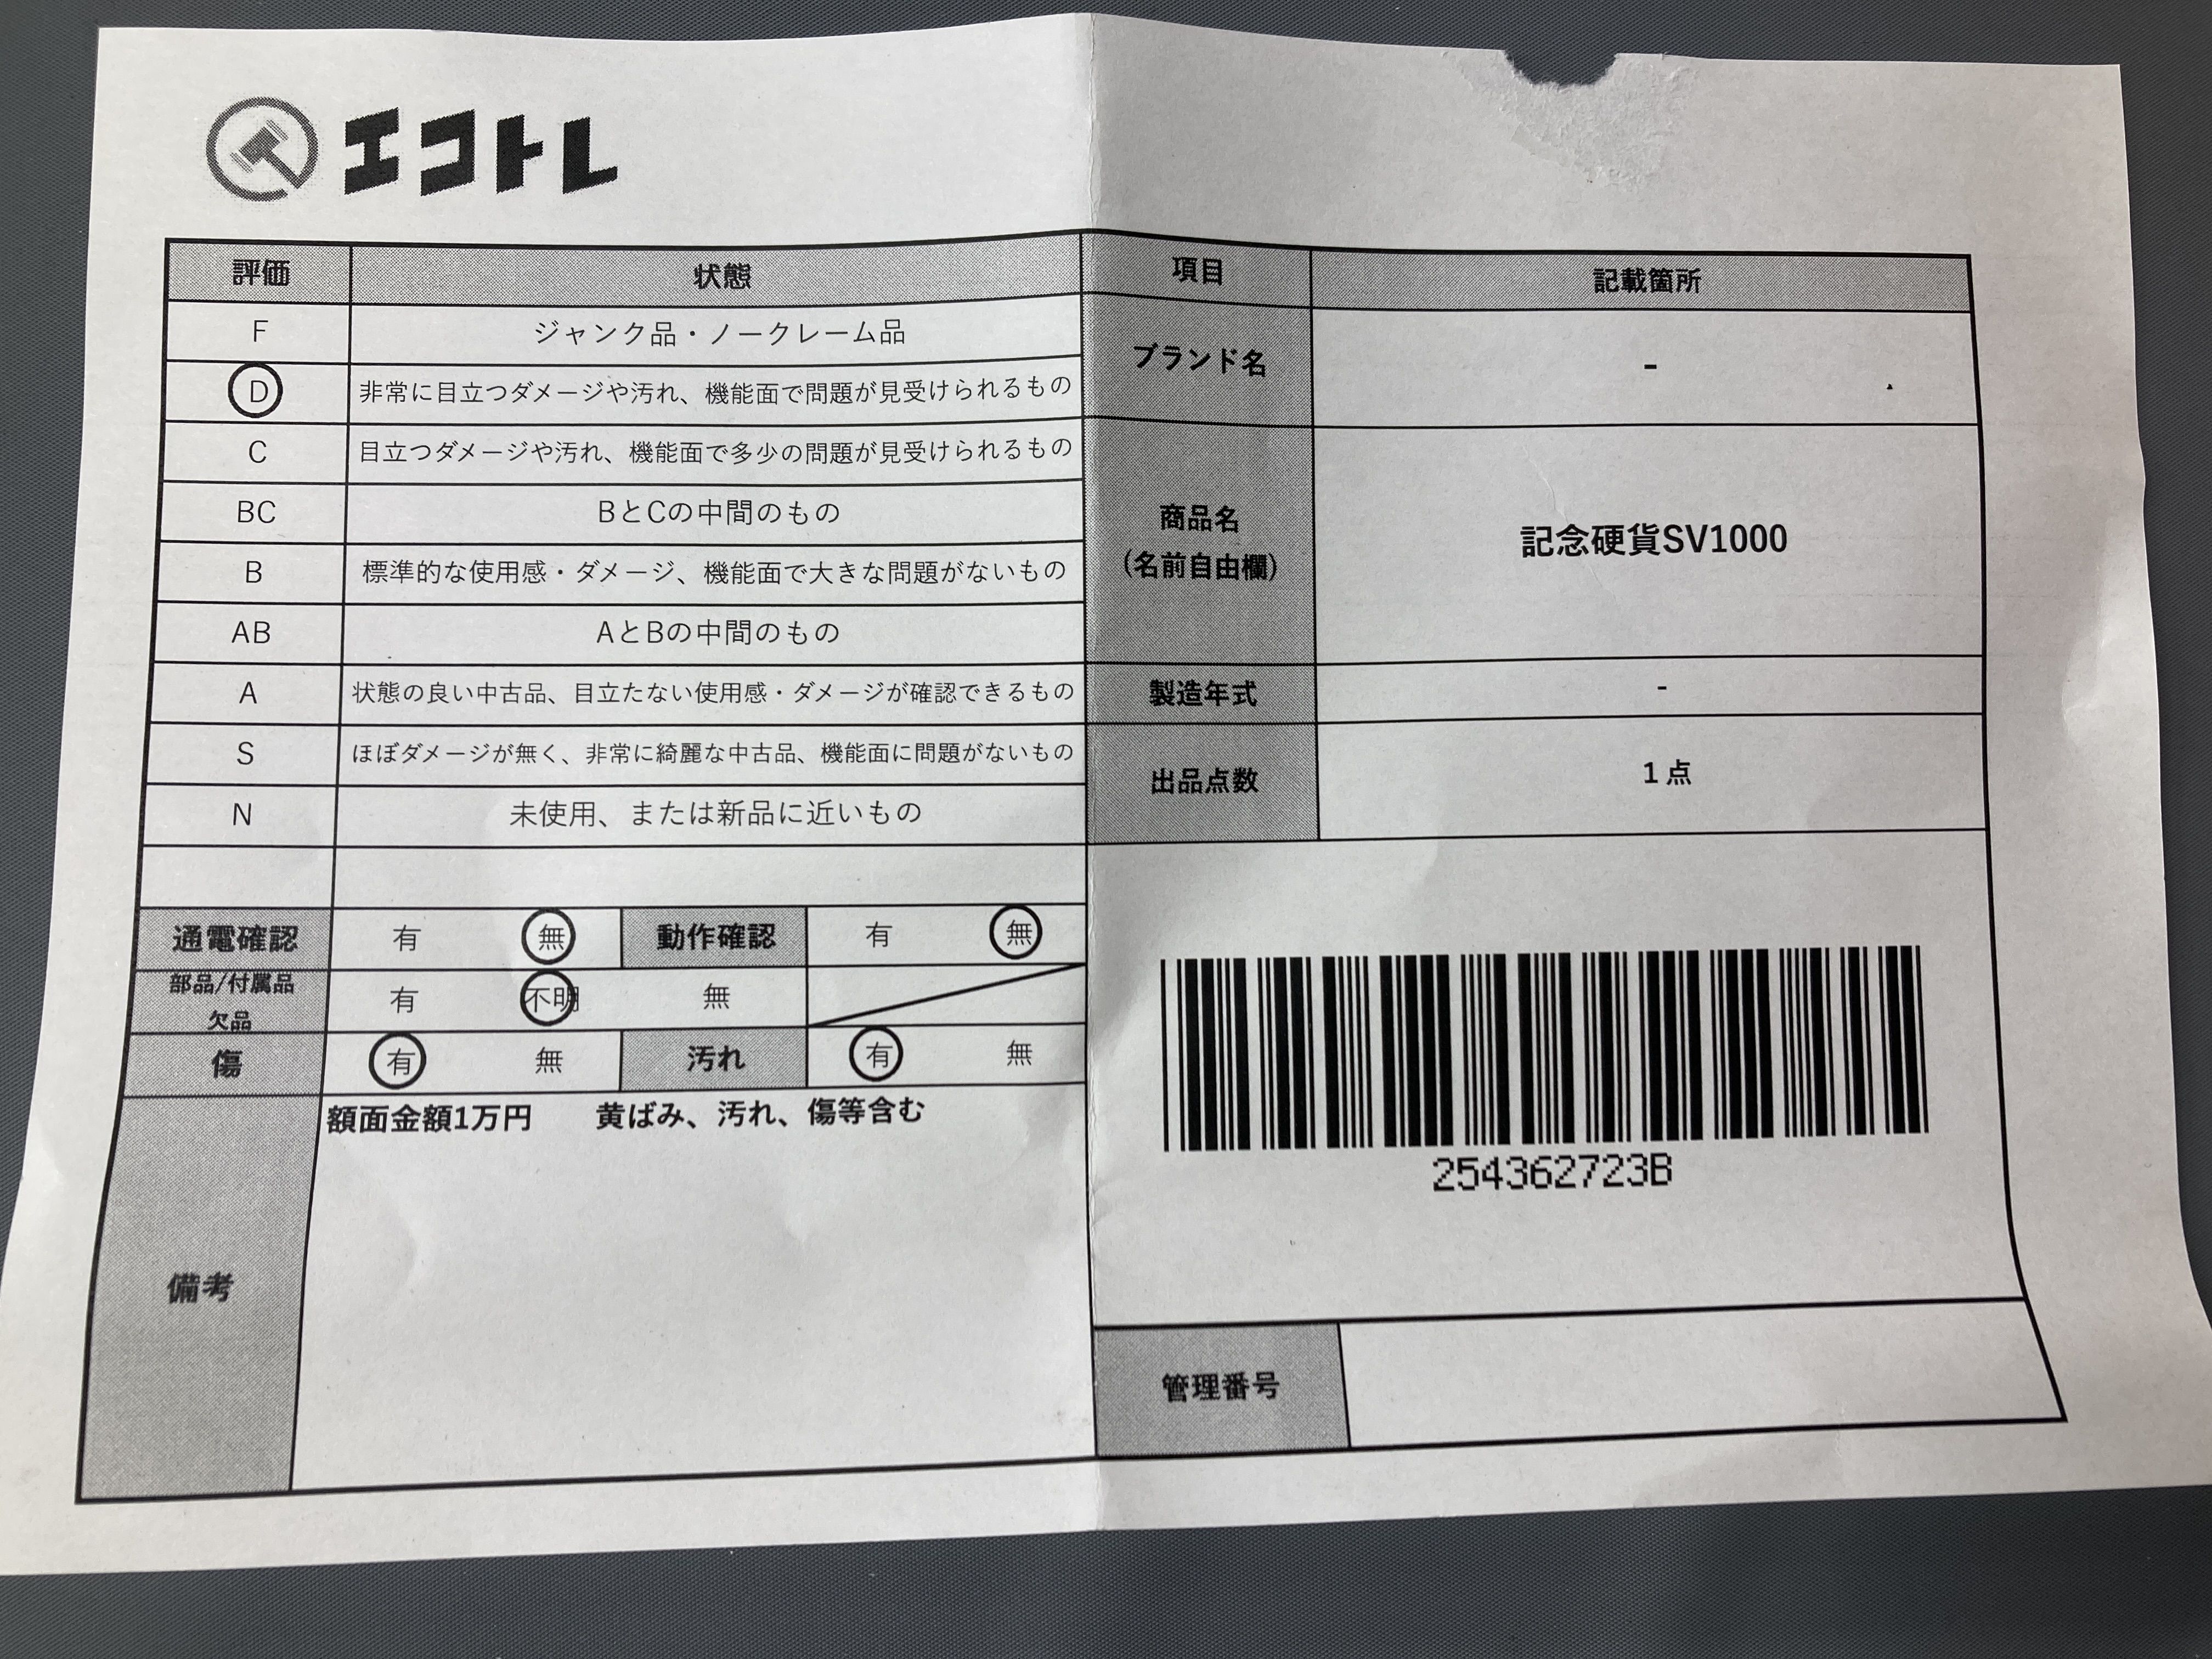 エコトレ
評価 状態
F ジャンク品・ノークレーム品
D 非常に目立つダメージや汚れ、機能面で問題が見受けられるもの
C 目立つダメージや汚れ、機能面で多少の問題が見受けられるもの
BC BとCの中間のもの
B 標準的な使用感・ダメージ、機能面で大きな問題がないもの
AB AとBの中間のもの
A 状態の良い中古品、目立たない使用感・ダメージが確認できるもの
S ほぼダメージが無く、非常に綺麗な中古品、機能面に問題がないもの
N 未使用、または新品に近いもの
通電確認 有 無 動作確認 有 無
部品/付属品
欠品
有 不明 無
傷 有 無 汚れ 有 無
備考
額面金額1万円 黄ばみ、汚れ、傷等含む
項目 記載箇所
ブランド名 -
商品名
(名前自由欄)
記念硬貨SV1000
製造年式 -
出品点数 1点
254362723B
管理番号